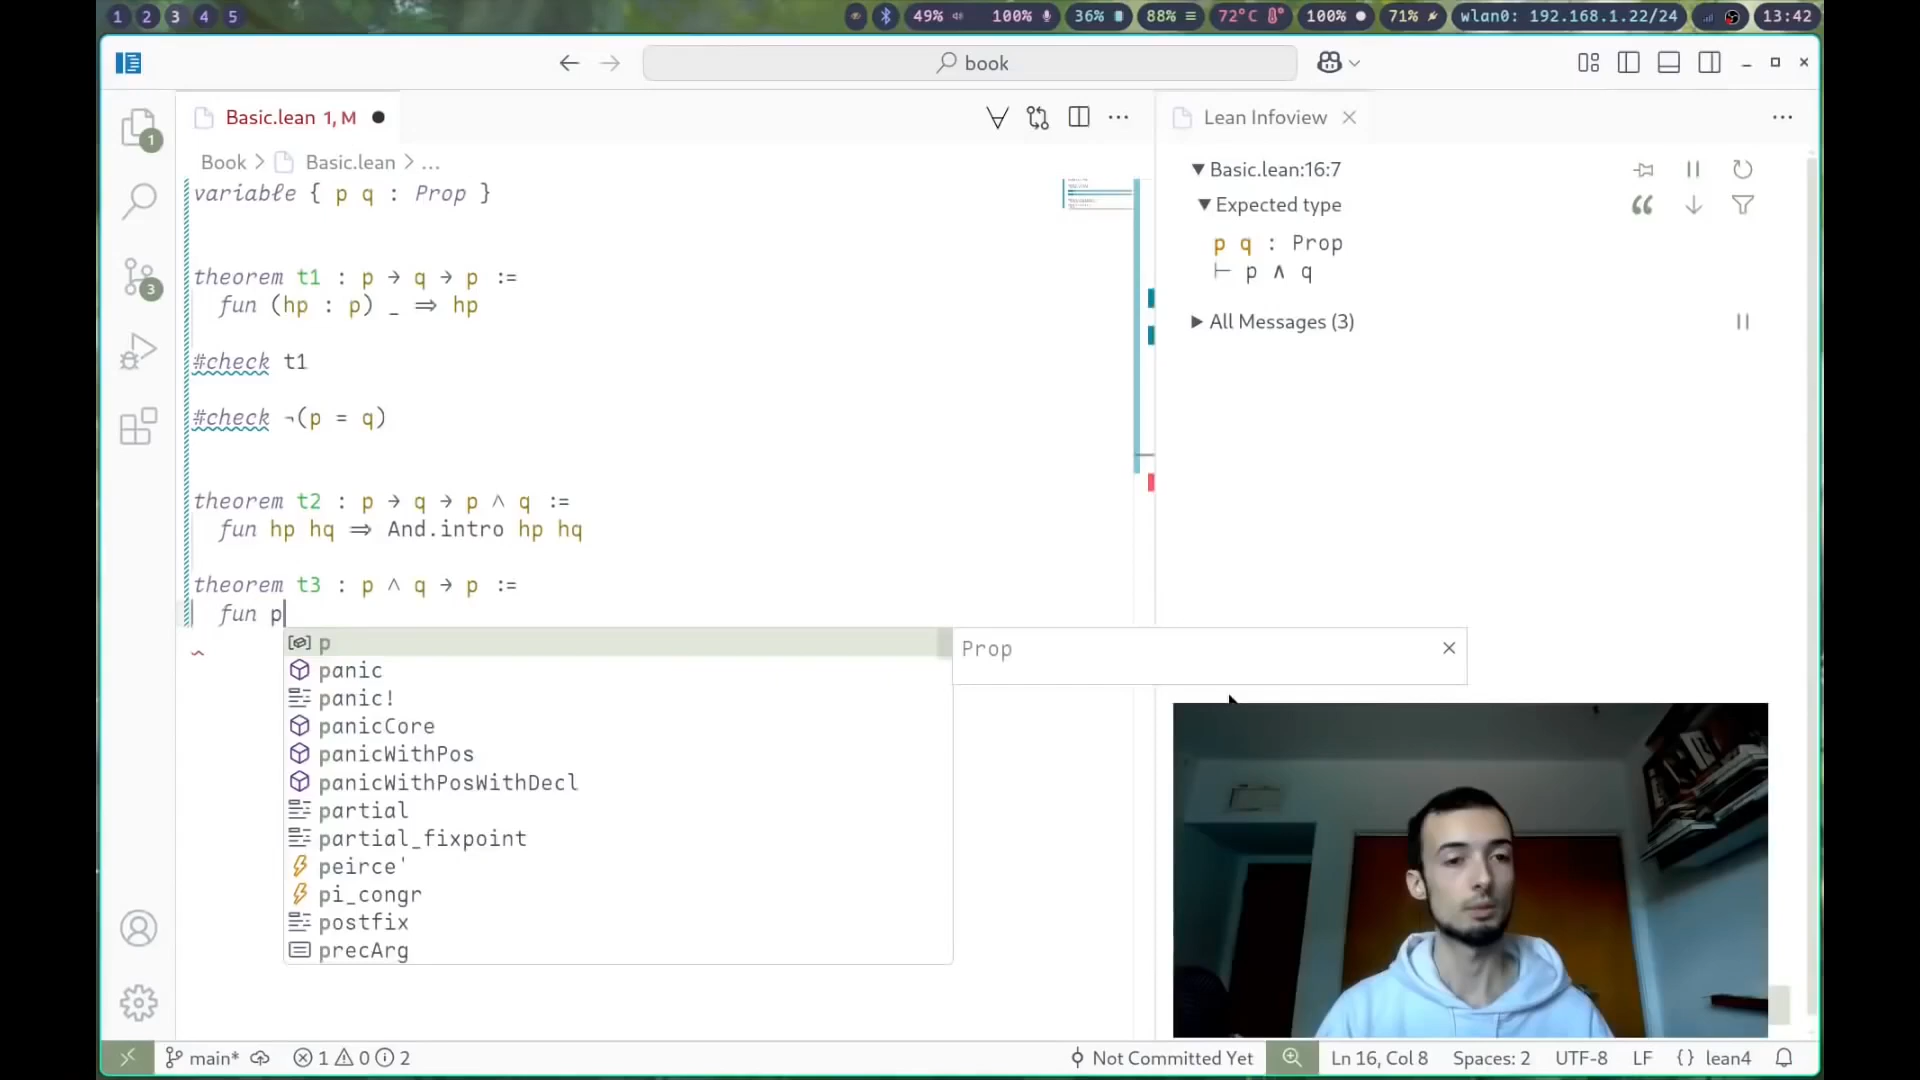 1 2 3 4 5 49% 100% 36% 88% 72°C 100% 71% wlan0: 192.168.1.22/24 13:42
book
Basic.lean 1, M
Lean Infoview
Book > Basic.lean > ...
variable { p q : Prop }
theorem t1 : p → q → p :=
fun (hp : p) _ ⇒ hp
#check t1
#check ¬(p = q)
theorem t2 : p → q → p ∧ q :=
fun hp hq ⇒ And.intro hp hq
theorem t3 : p ∧ q → p :=
fun p
p
panic
panic!
panicCore
panicWithPos
panicWithPosWithDecl
partial
partial_fixpoint
peirce'
pi_congr
postfix
precArg
Prop
Basic.lean:16:7
Expected type
p q : Prop
⊢ p ∧ q
All Messages (3)
1
3
main* 1 0 2 Not Committed Yet Ln 16, Col 8 Spaces: 2 UTF-8 LF {} lean4